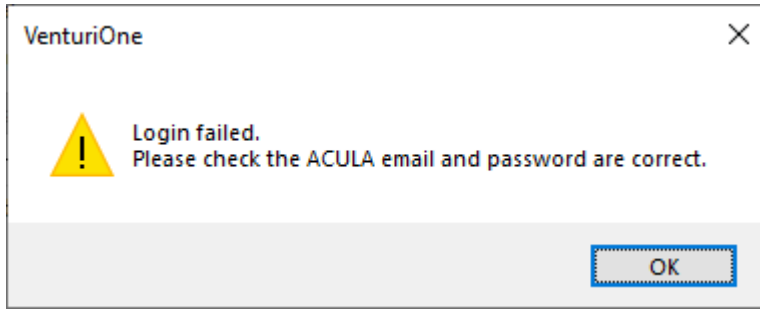 VenturiOne
Login failed.
Please check the ACULA email and password are correct.
OK